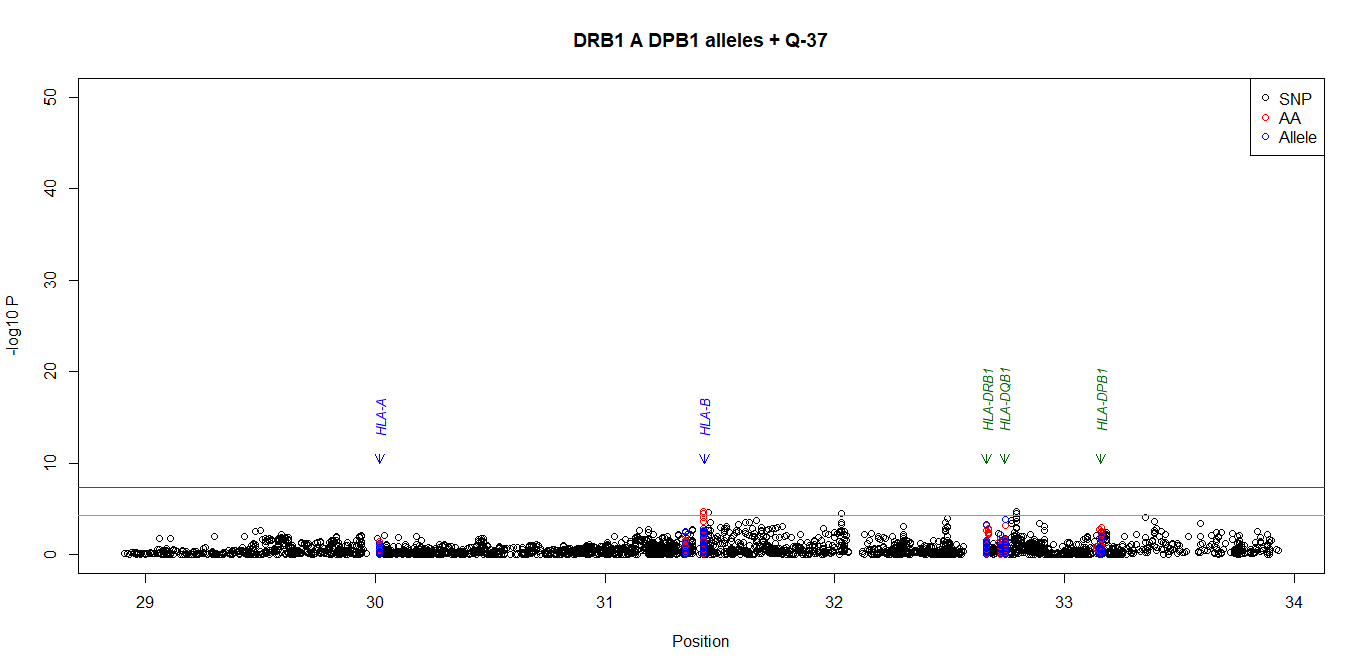 DRB1 A DPB1 alleles + Q-37
SNP
AA
Allele
-log10 P
50
40
30
20
10
0
HLA-A
HLA-B
HLA-DRB1
HLA-DQB1
HLA-DPB1
29 30 31 32 33 34
Position